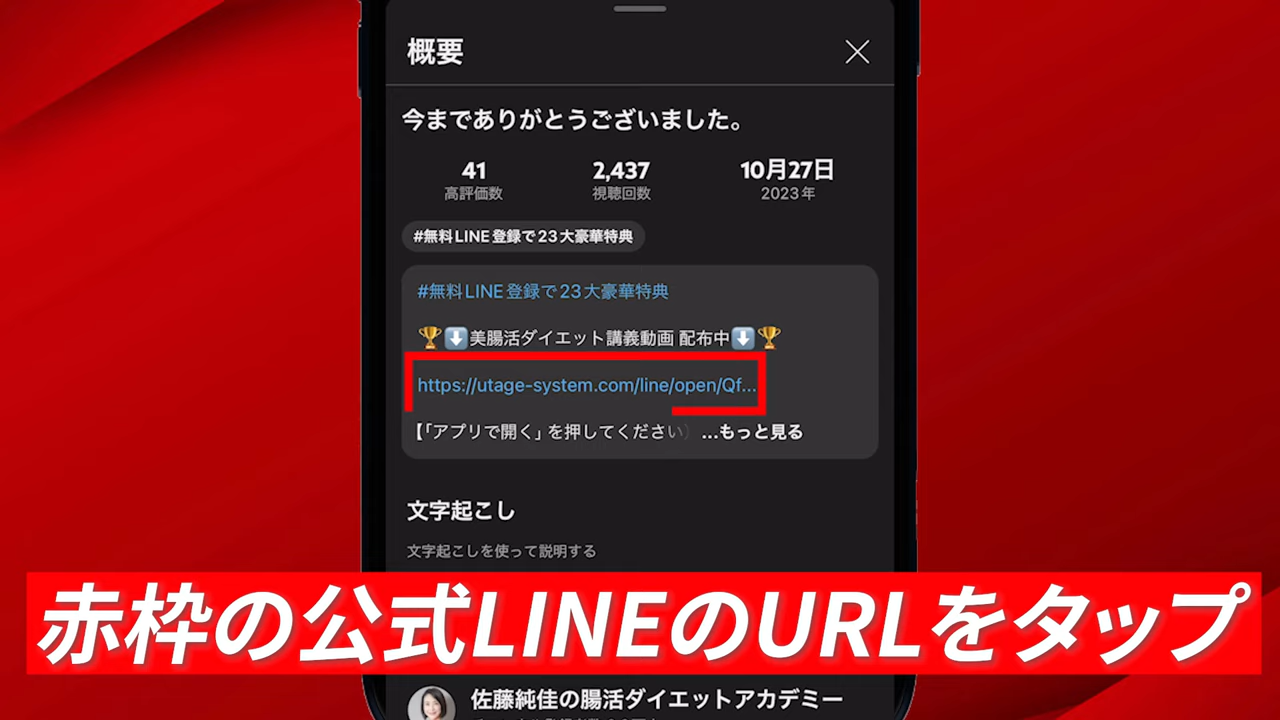 概要
今までありがとうございました。
41 2,437 10月27日
高評価数 視聴回数 2023年
#無料LINE登録で23大豪華特典
#無料LINE登録で23大豪華特典
🏆⬇️美腸活ダイエット講義動画 配布中⬇️🏆
https://utage-system.com/line/open/Qf...
【「アプリで開く」を押してください） ...もっと見る
文字起こし
文字起こしを使って説明する
赤枠の公式LINEのURLをタップ
佐藤純佳の腸活ダイエットアカデミー